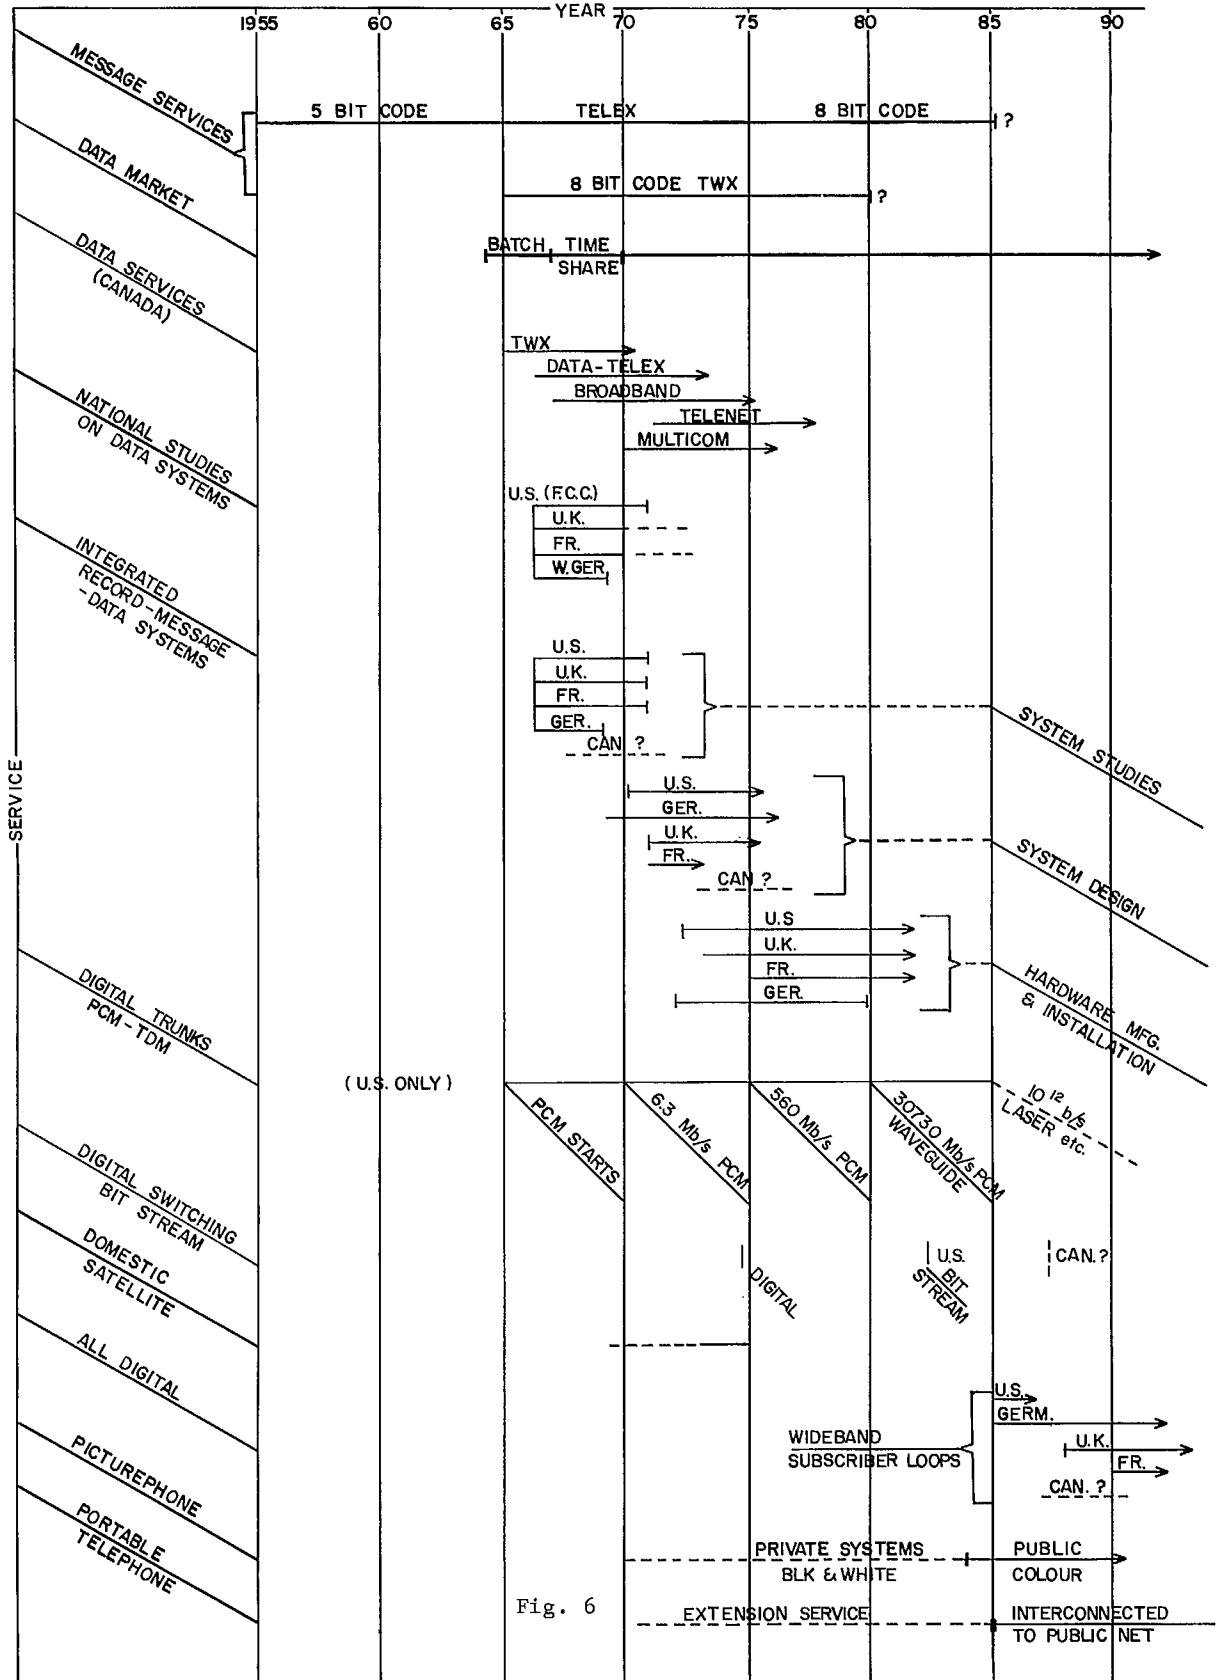 YEAR
1955 60 65 70 75 80 85 90
SERVICE
MESSAGE SERVICES
5 BIT CODE TELEX 8 BIT CODE ?
8 BIT CODE TWX ?
DATA MARKET
BATCH TIME
SHARE
DATA SERVICES
(CANADA)
TWX
DATA-TELEX
BROADBAND
TELENET
MULTICOM
NATIONAL STUDIES
ON DATA SYSTEMS
U.S. (F.C.C.)
U.K.
FR.
W.GER.
INTEGRATED
RECORD-MESSAGE
-DATA SYSTEMS
U.S.
U.K.
FR.
GER.
CAN ?
SYSTEM STUDIES
U.S.
GER.
U.K.
FR.
CAN ?
SYSTEM DESIGN
U.S
U.K.
FR.
GER.
HARDWARE MFG.
& INSTALLATION
DIGITAL TRUNKS
PCM-TDM
(U.S. ONLY)
PCM STARTS
6.3 Mb/s PCM
560 Mb/s PCM
30730 Mb/s PCM
WAVEGUIDE
10¹² b/s
LASER etc.
DIGITAL SWITCHING
BIT STREAM
DIGITAL
U.S.
BIT
STREAM
CAN.?
DOMESTIC
SATELLITE
ALL DIGITAL
WIDEBAND
SUBSCRIBER LOOPS
U.S.
GERM.
U.K.
FR.
CAN. ?
PICTUREPHONE
PRIVATE SYSTEMS
BLK & WHITE
PUBLIC
COLOUR
PORTABLE
TELEPHONE
EXTENSION SERVICE
INTERCONNECTED
TO PUBLIC NET
Fig. 6